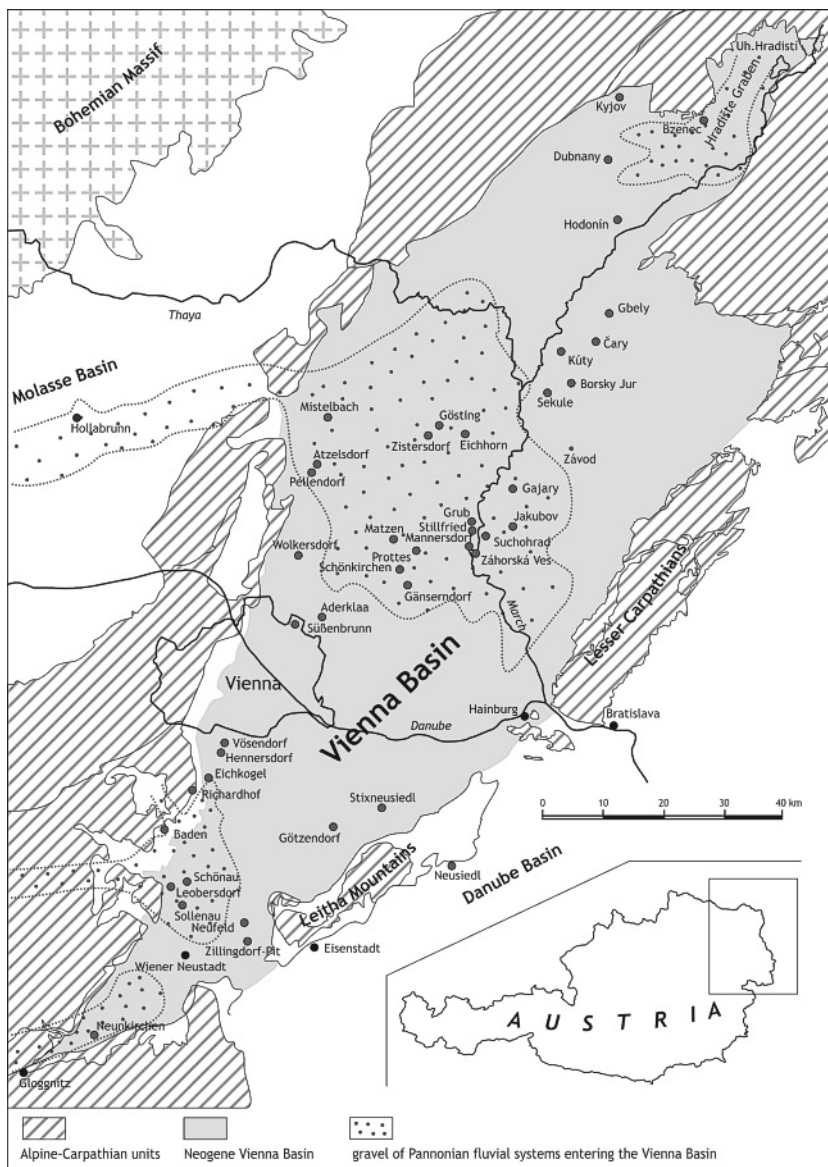 Bohemian Massif
Uh.Hradisti
Hradište Graben
Kyjov
Bzenec
Dubnany
Hodonín
Thaya
Gbely
Čary
Kúty
Borsky Jur
Sekule
Molasse Basin
Hollabrunn
Mistelbach
Gösting
Zistersdorf
Eichhorn
Závod
Atzelsdorf
Pellendorf
Gajary
Grub
Stillfried
Jakubov
Matzen
Mannersdorf
Suchohrad
Wolkersdorf
Prottes
Záhorská Ves
Schönkirchen
Gänserndorf
March
Aderklaa
Süßenbrunn
Lesser Carpathians
Vienna
Vienna Basin
Hainburg
Danube
Bratislava
Vösendorf
Hennersdorf
Eichkogel
Richardhof
Stixneusiedl
0 10 20 30 40 km
Baden
Götzendorf
Neusiedl
Danube Basin
Leitha Mountains
Schönau
Leobersdorf
Sollenau
Neufeld
Zillingdorf-Pit
Eisenstadt
Wiener Neustadt
Neunkirchen
Gloggnitz
AUSTRIA
Alpine-Carpathian units
Neogene Vienna Basin
gravel of Pannonian fluvial systems entering the Vienna Basin